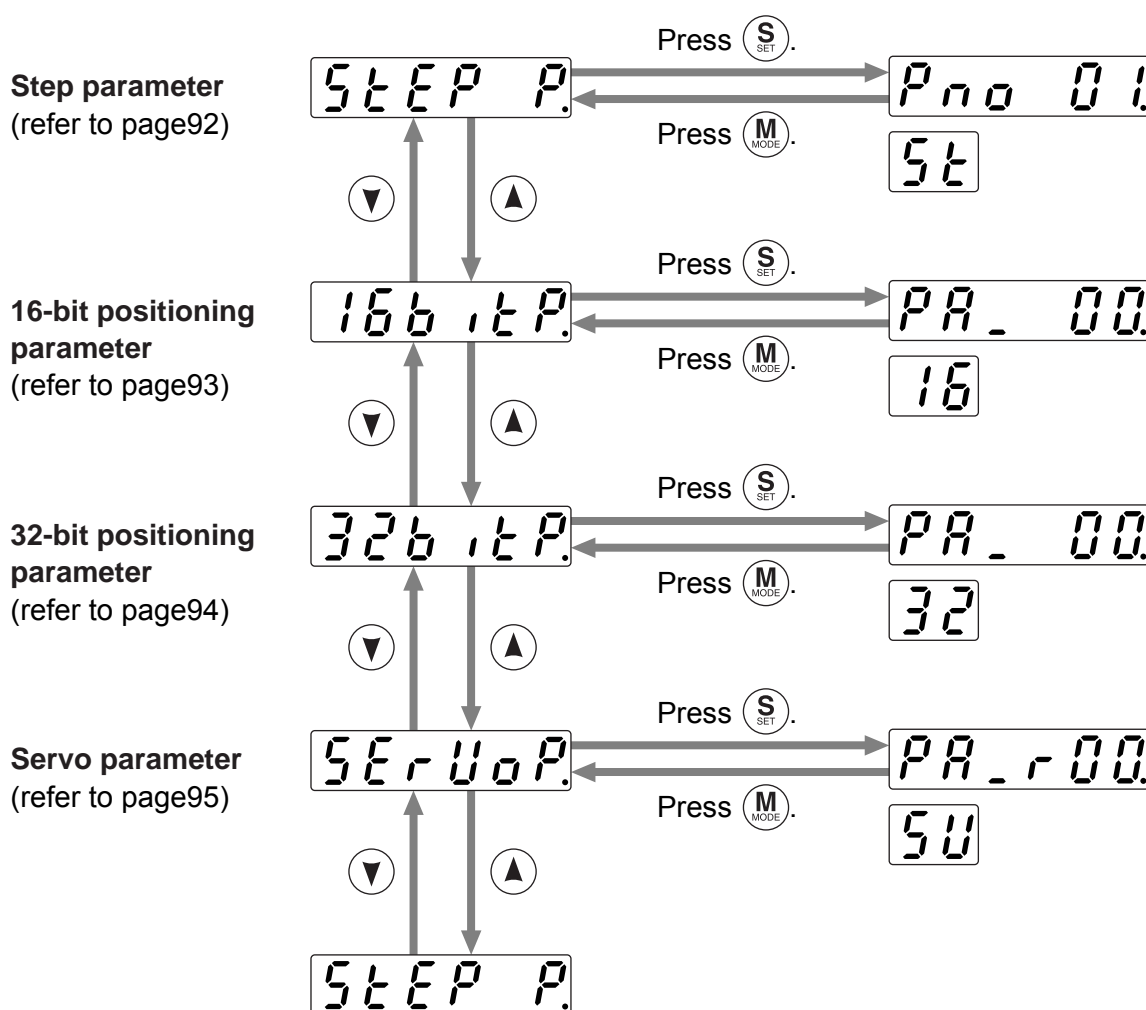 Press S SET.
Step parameter
(refer to page92)
StEP P.
Pno 01.
Press M MODE.
St
Press S SET.
16-bit positioning
parameter
(refer to page93)
16bitP.
PA_ 00.
Press M MODE.
16
Press S SET.
32-bit positioning
parameter
(refer to page94)
32bitP.
PA_ 00.
Press M MODE.
32
Press S SET.
Servo parameter
(refer to page95)
SErUoP.
PA_r00.
Press M MODE.
SU
StEP P.